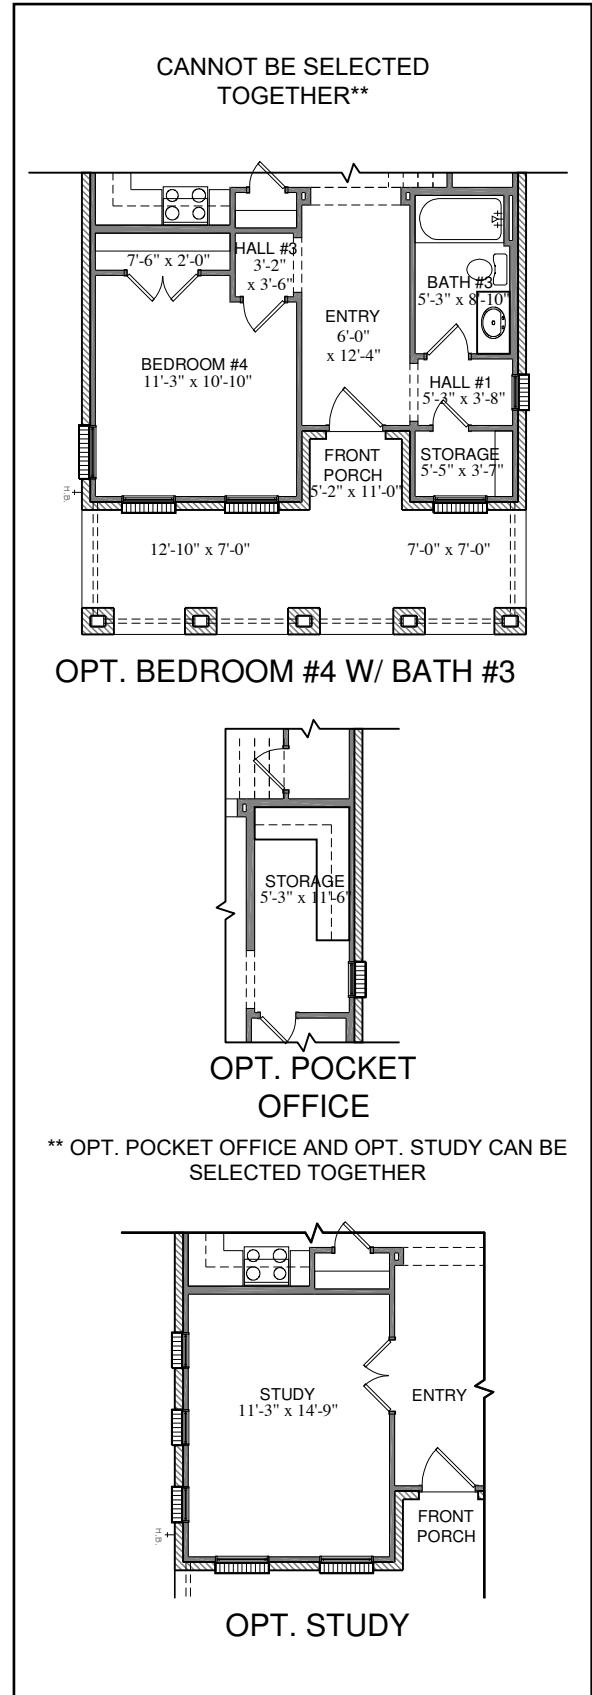 CANNOT BE SELECTED
TOGETHER**
7'-6" x 2'-0"
HALL #3
3'-2"
x 3'-6"
BATH #3
5'-3" x 8'-10"
ENTRY
6'-0"
x 12'-4"
BEDROOM #4
11'-3" x 10'-10"
HALL #1
5'-3" x 3'-8"
FRONT
PORCH
5'-2" x 11'-0"
STORAGE
5'-5" x 3'-7"
H.B.
12'-10" x 7'-0"
7'-0" x 7'-0"
OPT. BEDROOM #4 W/ BATH #3
STORAGE
5'-3" x 11'-6"
OPT. POCKET
OFFICE
** OPT. POCKET OFFICE AND OPT. STUDY CAN BE
SELECTED TOGETHER
STUDY
11'-3" x 14'-9"
ENTRY
FRONT
PORCH
H.B.
OPT. STUDY